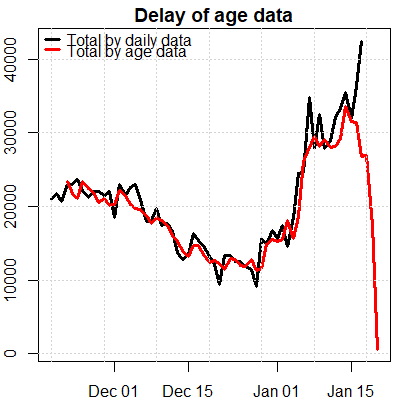 Delay of age data
Total by daily data
Total by age data
40000
30000
20000
10000
0
Dec 01 Dec 15 Jan 01 Jan 15